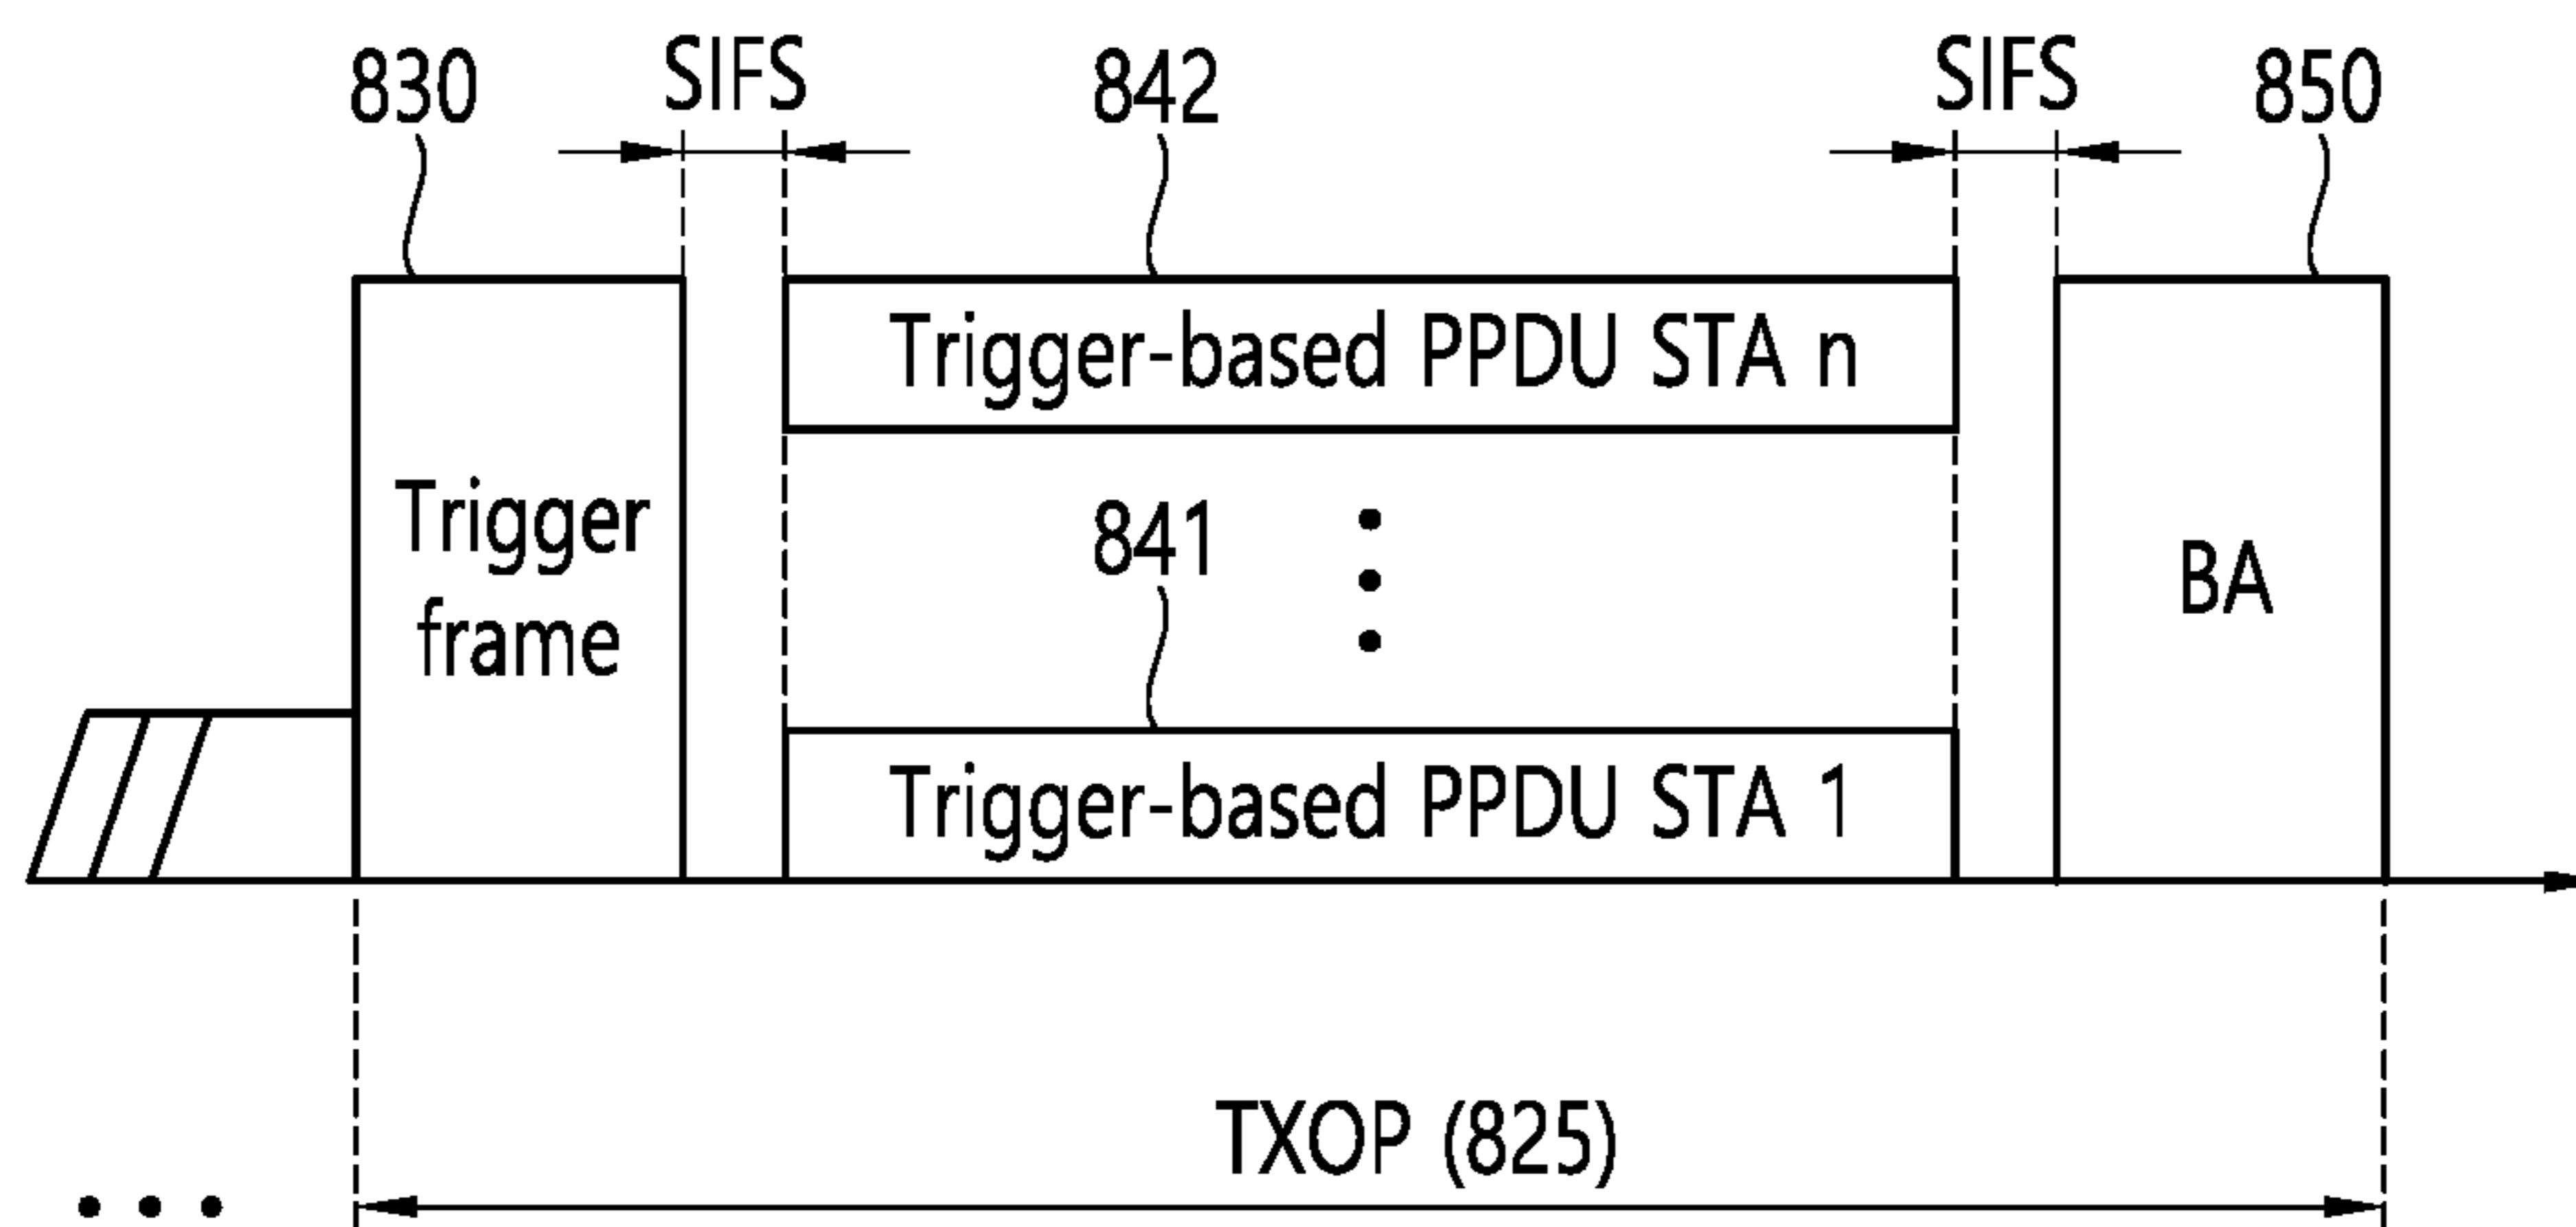 830 SIFS 842 SIFS 850
Trigger-based PPDU STA n
Trigger
frame
841
BA
Trigger-based PPDU STA 1
TXOP (825)